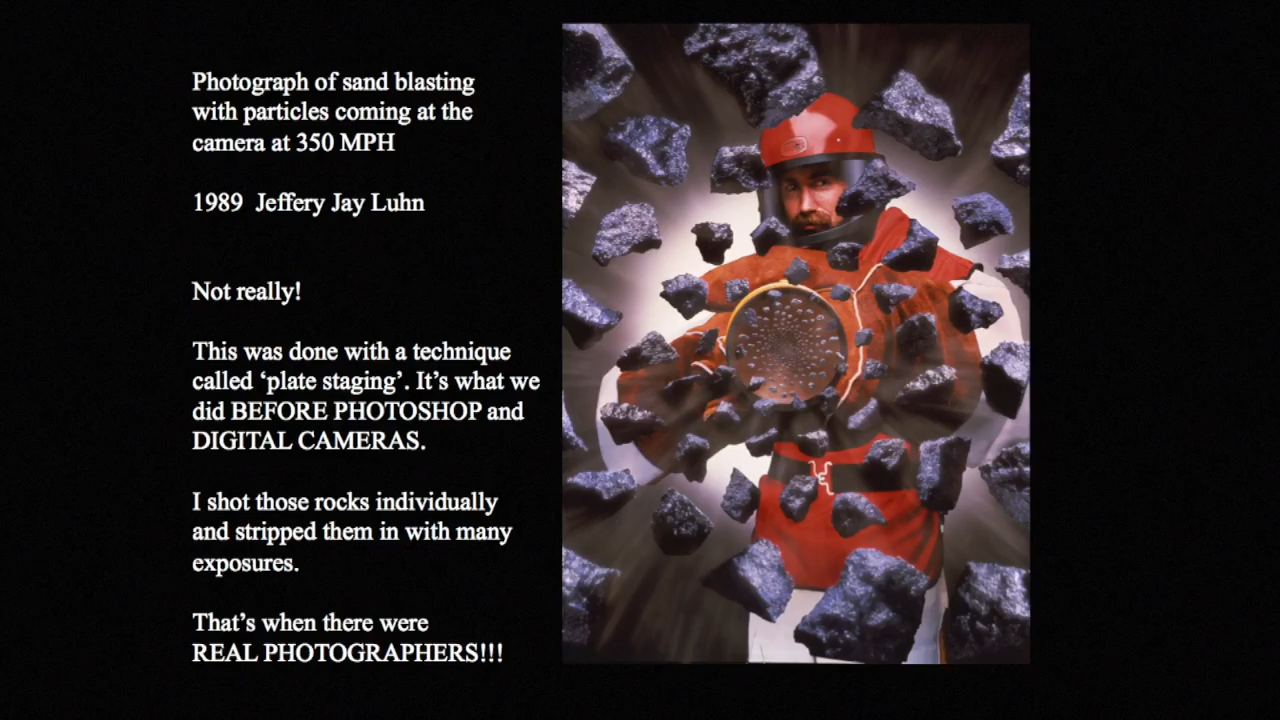 Photograph of sand blasting
with particles coming at the
camera at 350 MPH
1989 Jeffery Jay Luhn
Not really!
This was done with a technique
called ‘plate staging’. It’s what we
did BEFORE PHOTOSHOP and
DIGITAL CAMERAS.
I shot those rocks individually
and stripped them in with many
exposures.
That’s when there were
REAL PHOTOGRAPHERS!!!